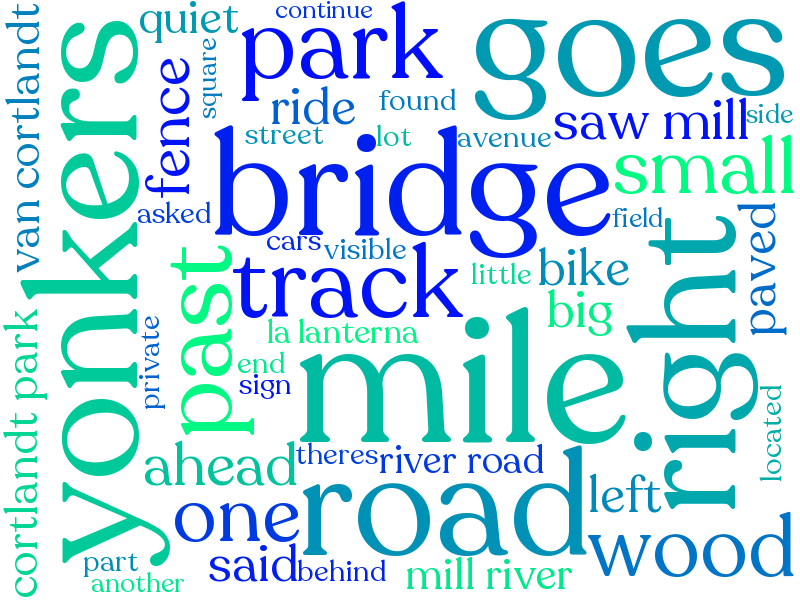 continue
quiet
park
goes
van cortlandt
yonkers
fence
square
ride
found
saw mill
side
street
lot
avenue
bridge
small
asked
field
cars
visible
paved
past
track
little
bike
right
big
la lanterna
private
cortlandt park
end
sign
mile
located
ahead
theres
river road
one
road
left
wood
part
another
said
behind
mill river